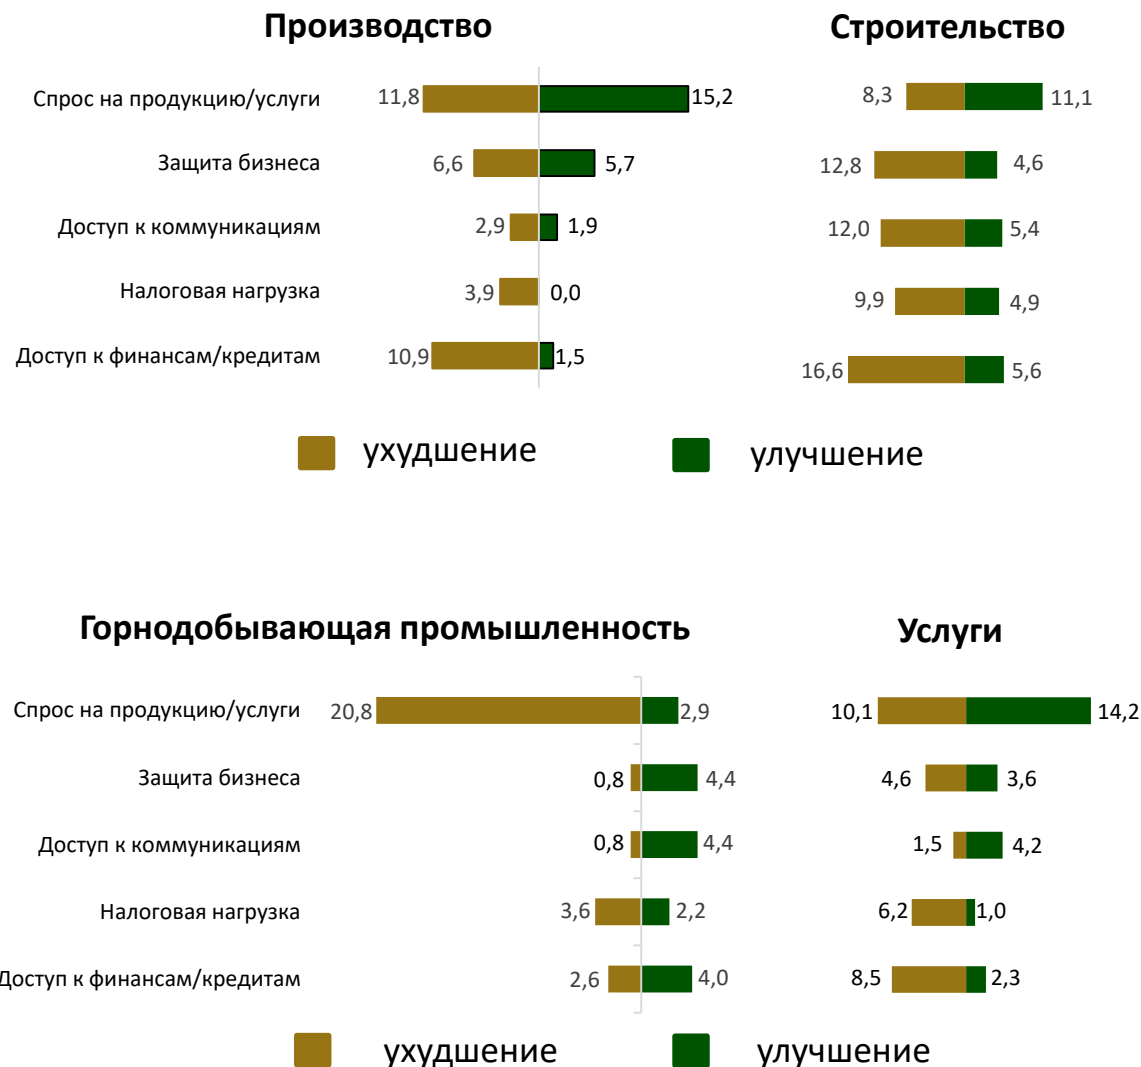 Производство Строительство
Спрос на продукцию/услуги 11,8 15,2 8,3 11,1
Защита бизнеса 6,6 5,7 12,8 4,6
Доступ к коммуникациям 2,9 1,9 12,0 5,4
Налоговая нагрузка 3,9 0,0 9,9 4,9
Доступ к финансам/кредитам 10,9 1,5 16,6 5,6
ухудшение улучшение
Горнодобывающая промышленность Услуги
Спрос на продукцию/услуги 20,8 2,9 10,1 14,2
Защита бизнеса 0,8 4,4 4,6 3,6
Доступ к коммуникациям 0,8 4,4 1,5 4,2
Налоговая нагрузка 3,6 2,2 6,2 1,0
Доступ к финансам/кредитам 2,6 4,0 8,5 2,3
ухудшение улучшение